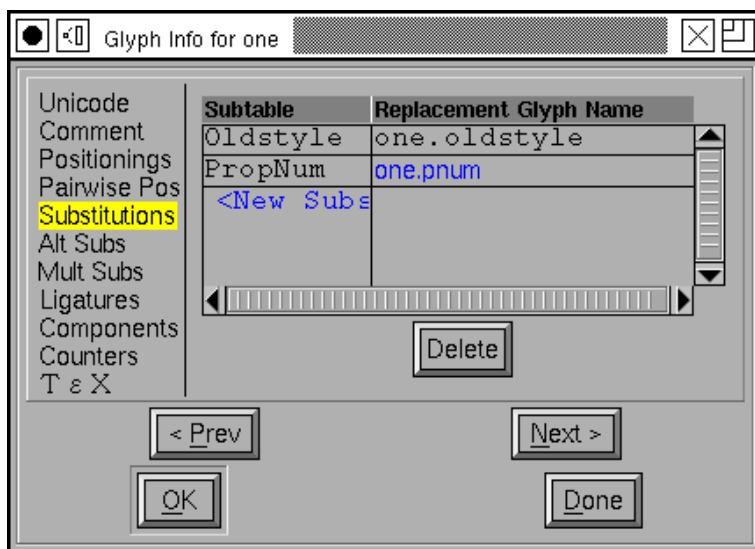 Glyph Info for one
Unicode
Comment
Positionings
Pairwise Pos
Substitutions
Alt Subs
Mult Subs
Ligatures
Components
Counters
T ε X
Subtable Replacement Glyph Name
Oldstyle one.oldstyle
PropNum one.pnum
<New Subs
Delete
< Prev Next >
OK Done